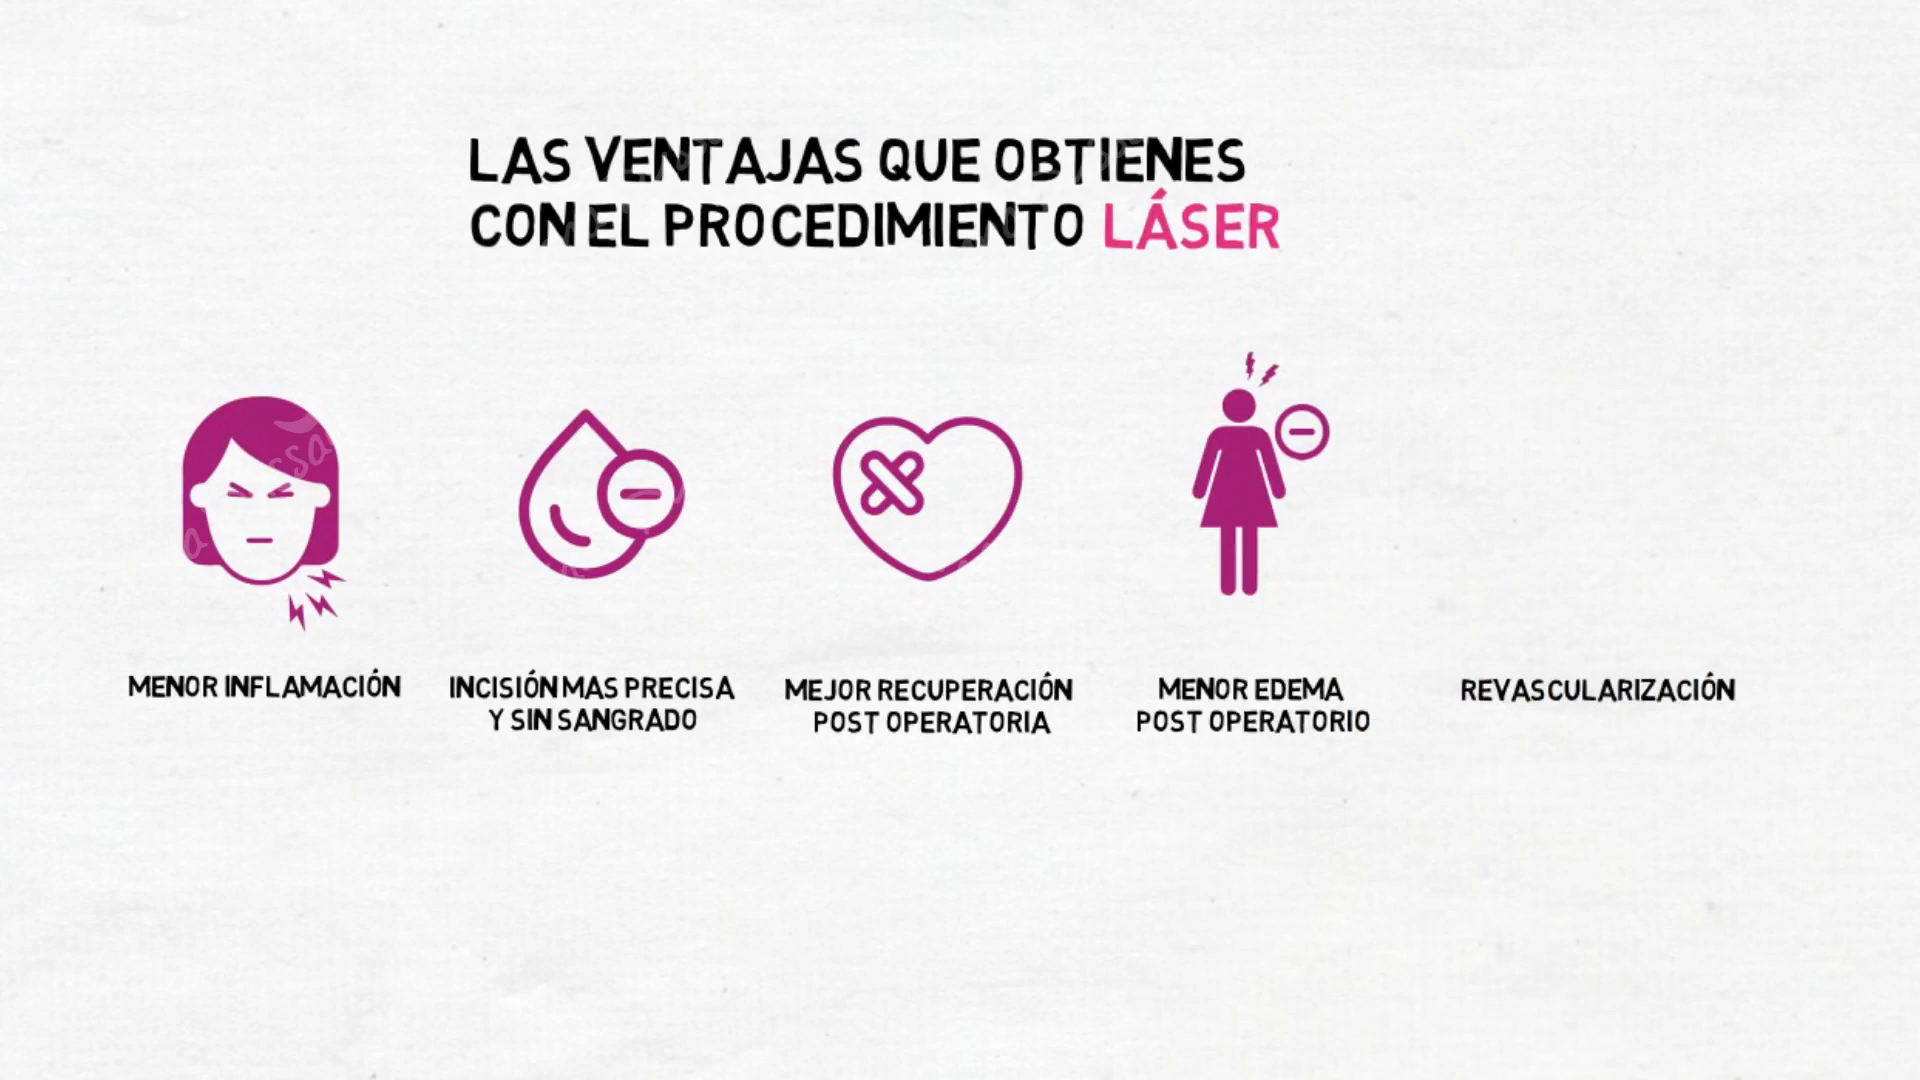 LAS VENTAJAS QUE OBTIENES
CON EL PROCEDIMIENTO LÁSER
MENOR INFLAMACIÓN
INCISIÓN MAS PRECISA
Y SIN SANGRADO
MEJOR RECUPERACIÓN
POST OPERATORIA
MENOR EDEMA
POST OPERATORIO
REVASCULARIZACIÓN